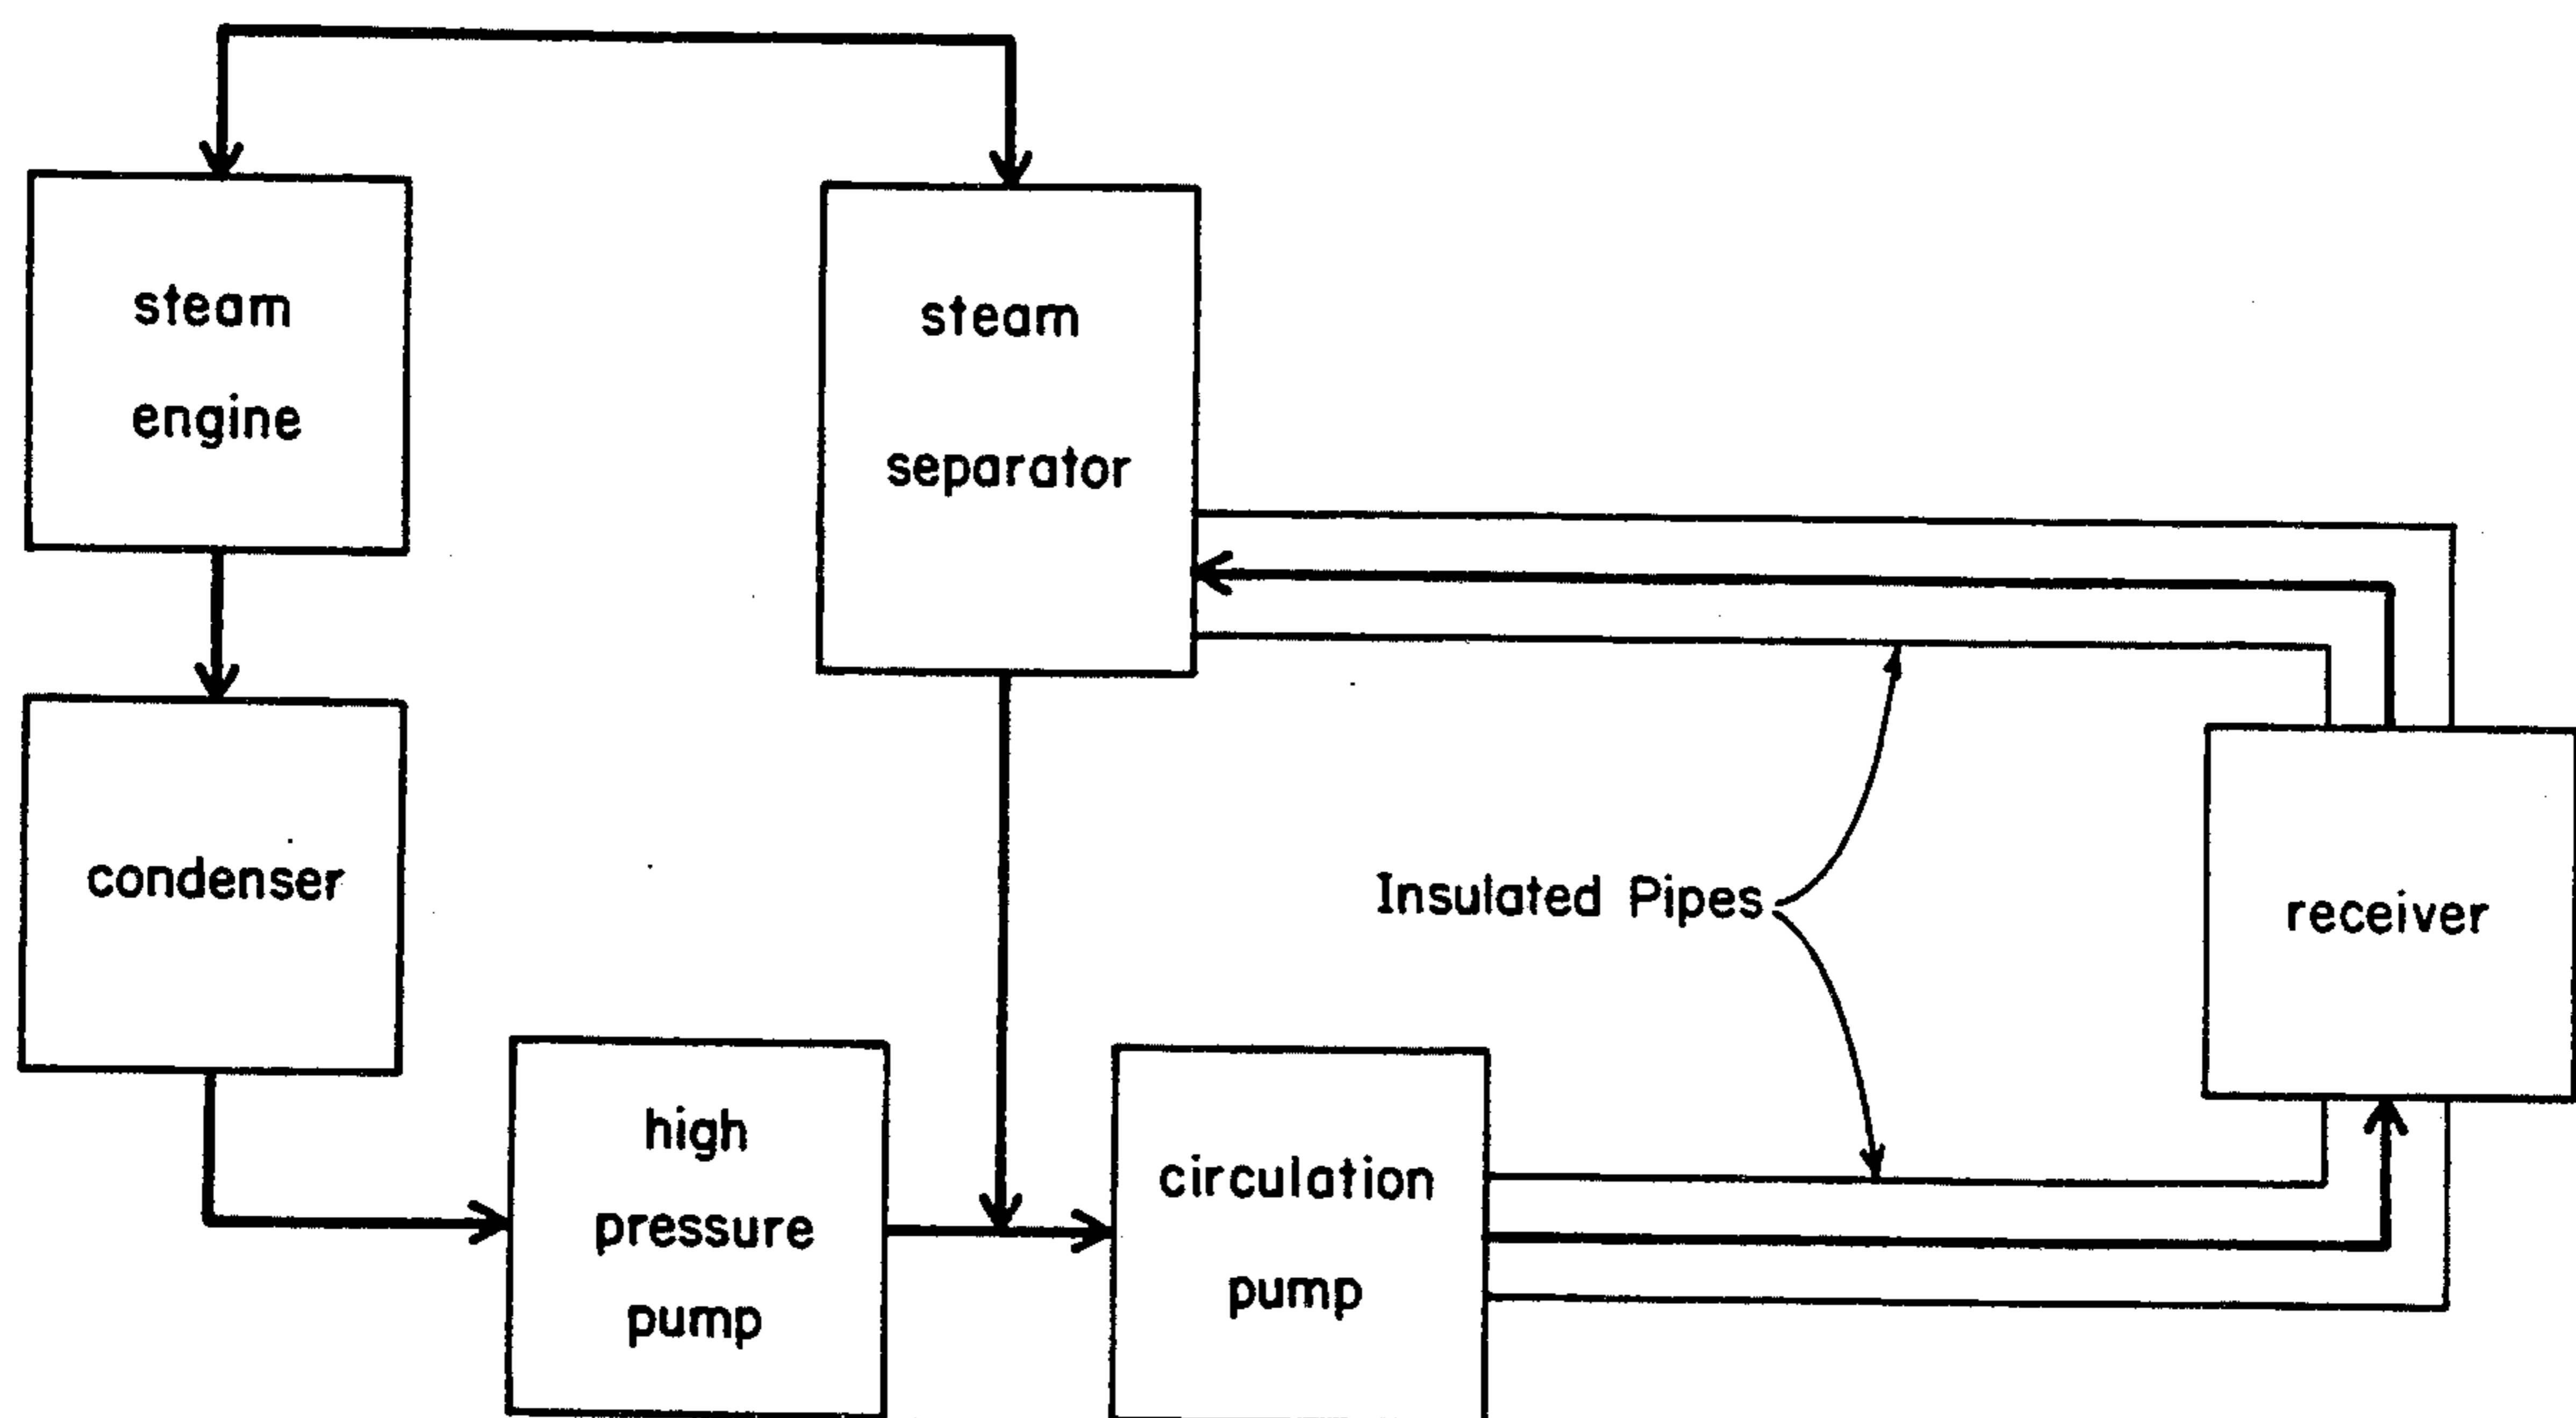 steam
engine
steam
separator
condenser
Insulated Pipes
receiver
high
pressure
pump
circulation
pump